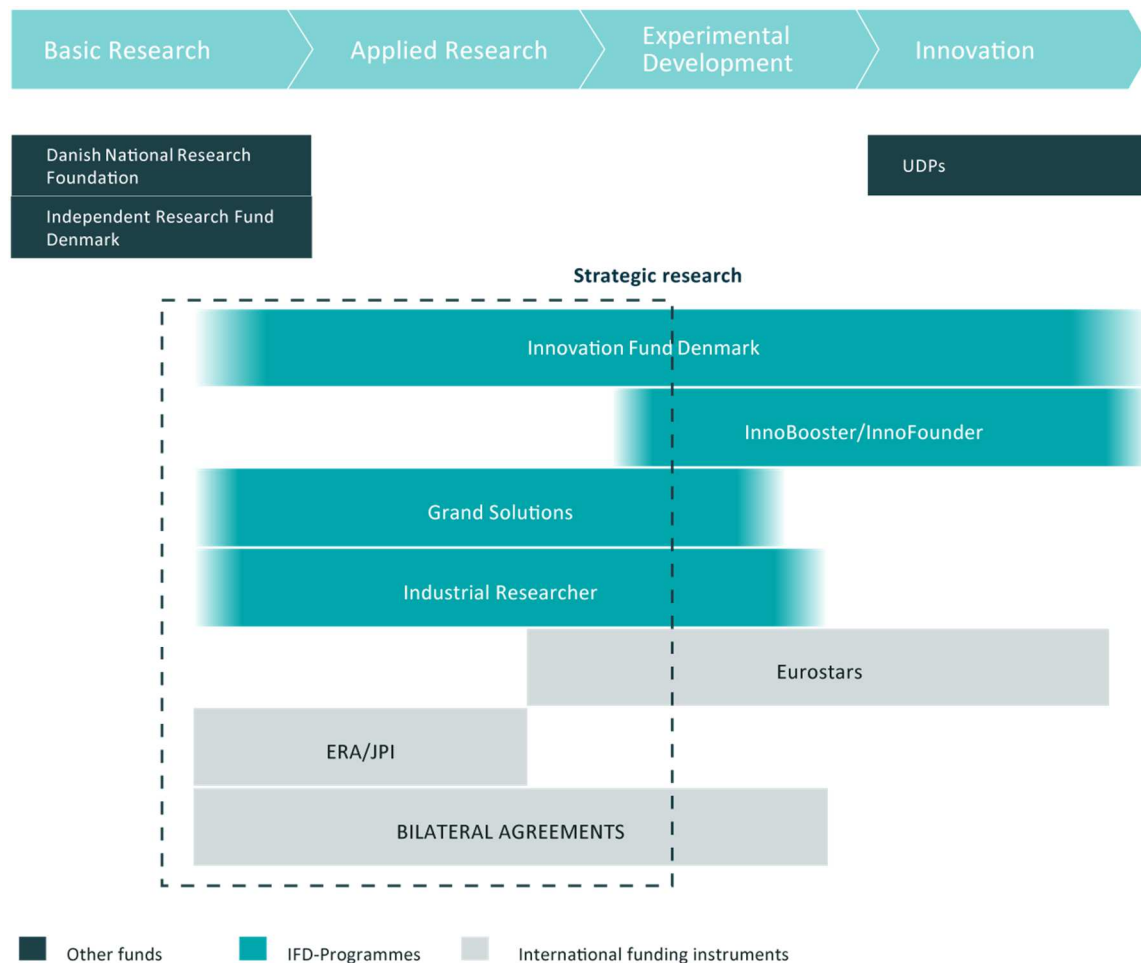 Basic Research
Applied Research
Experimental
Development
Innovation
Danish National Research
Foundation
UDPs
Independent Research Fund
Denmark
Strategic research
Innovation Fund Denmark
InnoBooster/InnoFounder
Grand Solutions
Industrial Researcher
Eurostars
ERA/JPI
BILATERAL AGREEMENTS
Other funds
IFD-Programmes
International funding instruments